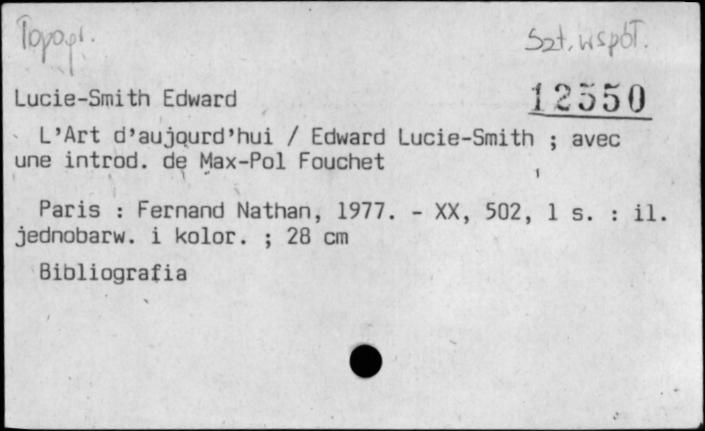 Topogr.
Szt. współ.
Lucie-Smith Edward
12550
L'Art d'aujourd'hui / Edward Lucie-Smith ; avec
une introd. de Max-Pol Fouchet
Paris : Fernand Nathan, 1977. - XX, 502, 1 s. : il.
jednobarw. i kolor. ; 28 cm
Bibliografia